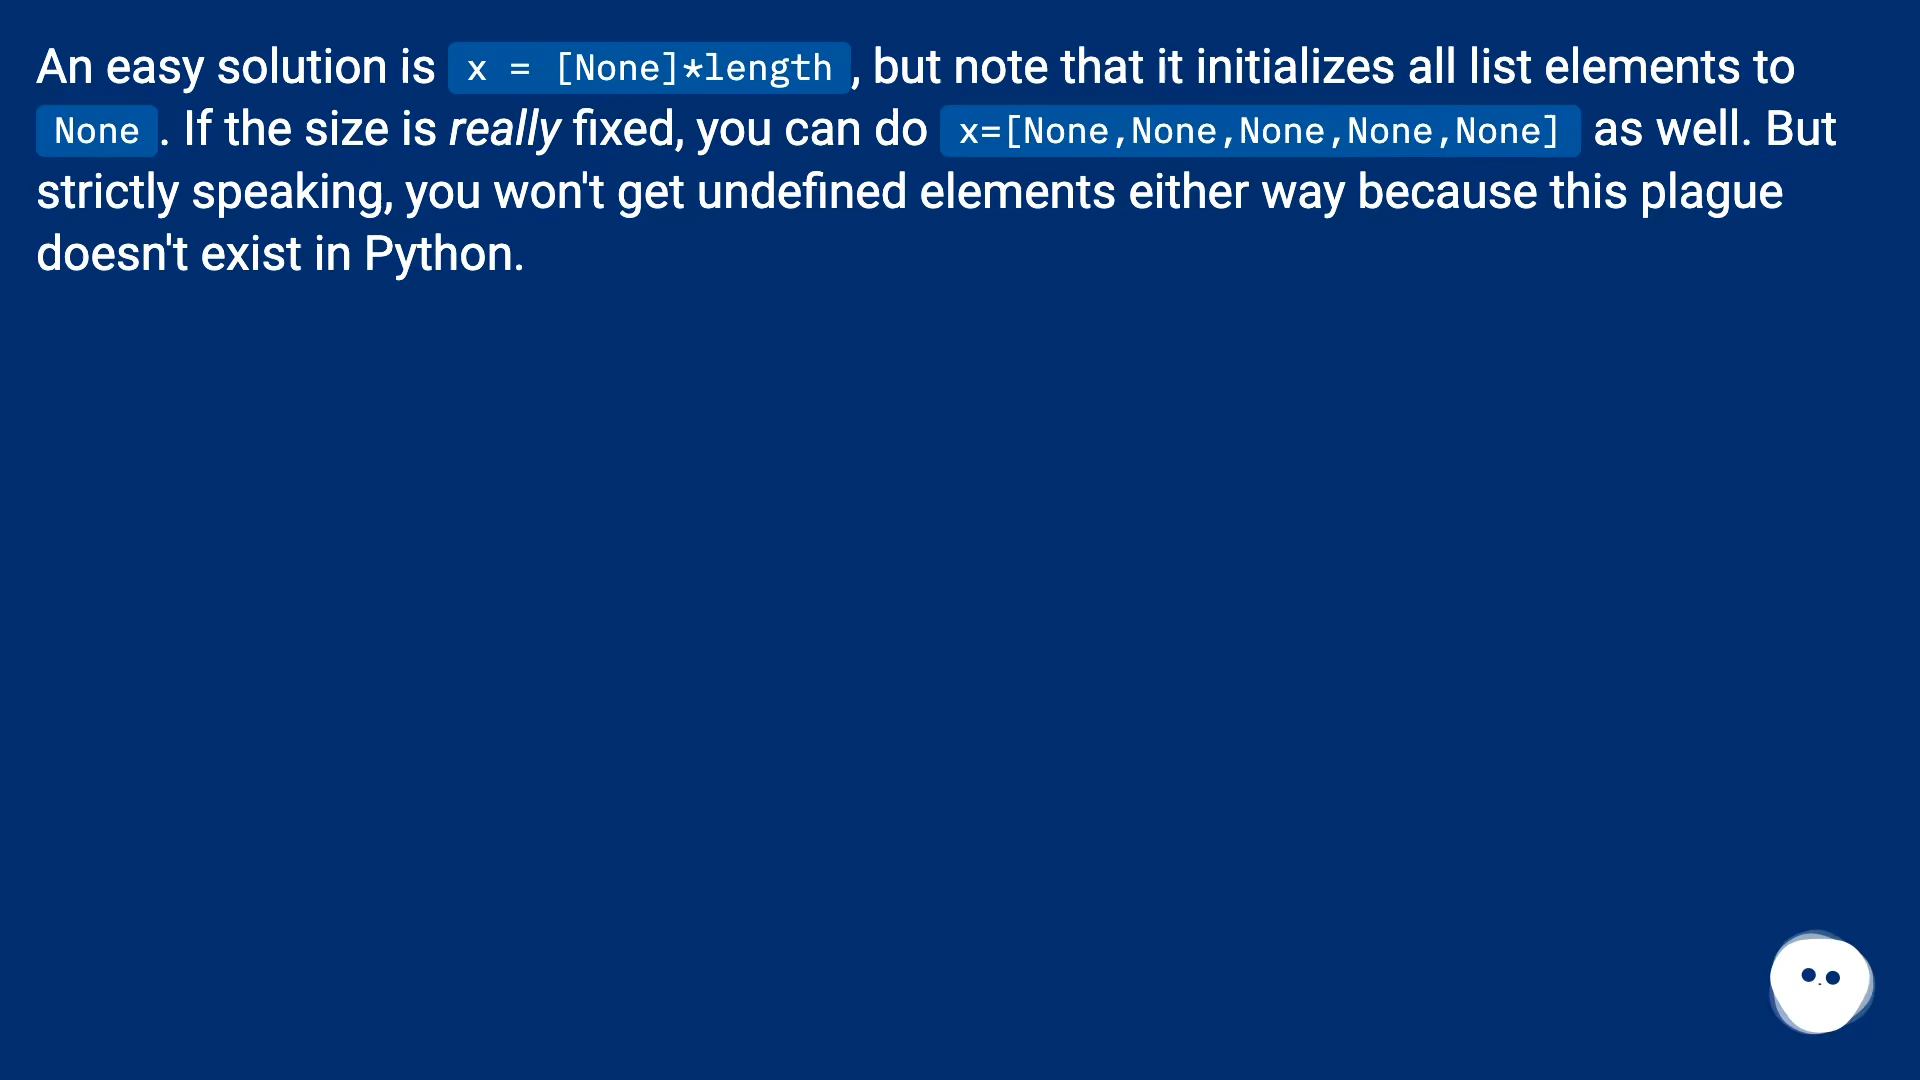 An easy solution is x = [None]*length, but note that it initializes all list elements to
None. If the size is really fixed, you can do x=[None,None,None,None,None] as well. But
strictly speaking, you won't get undefined elements either way because this plague
doesn't exist in Python.